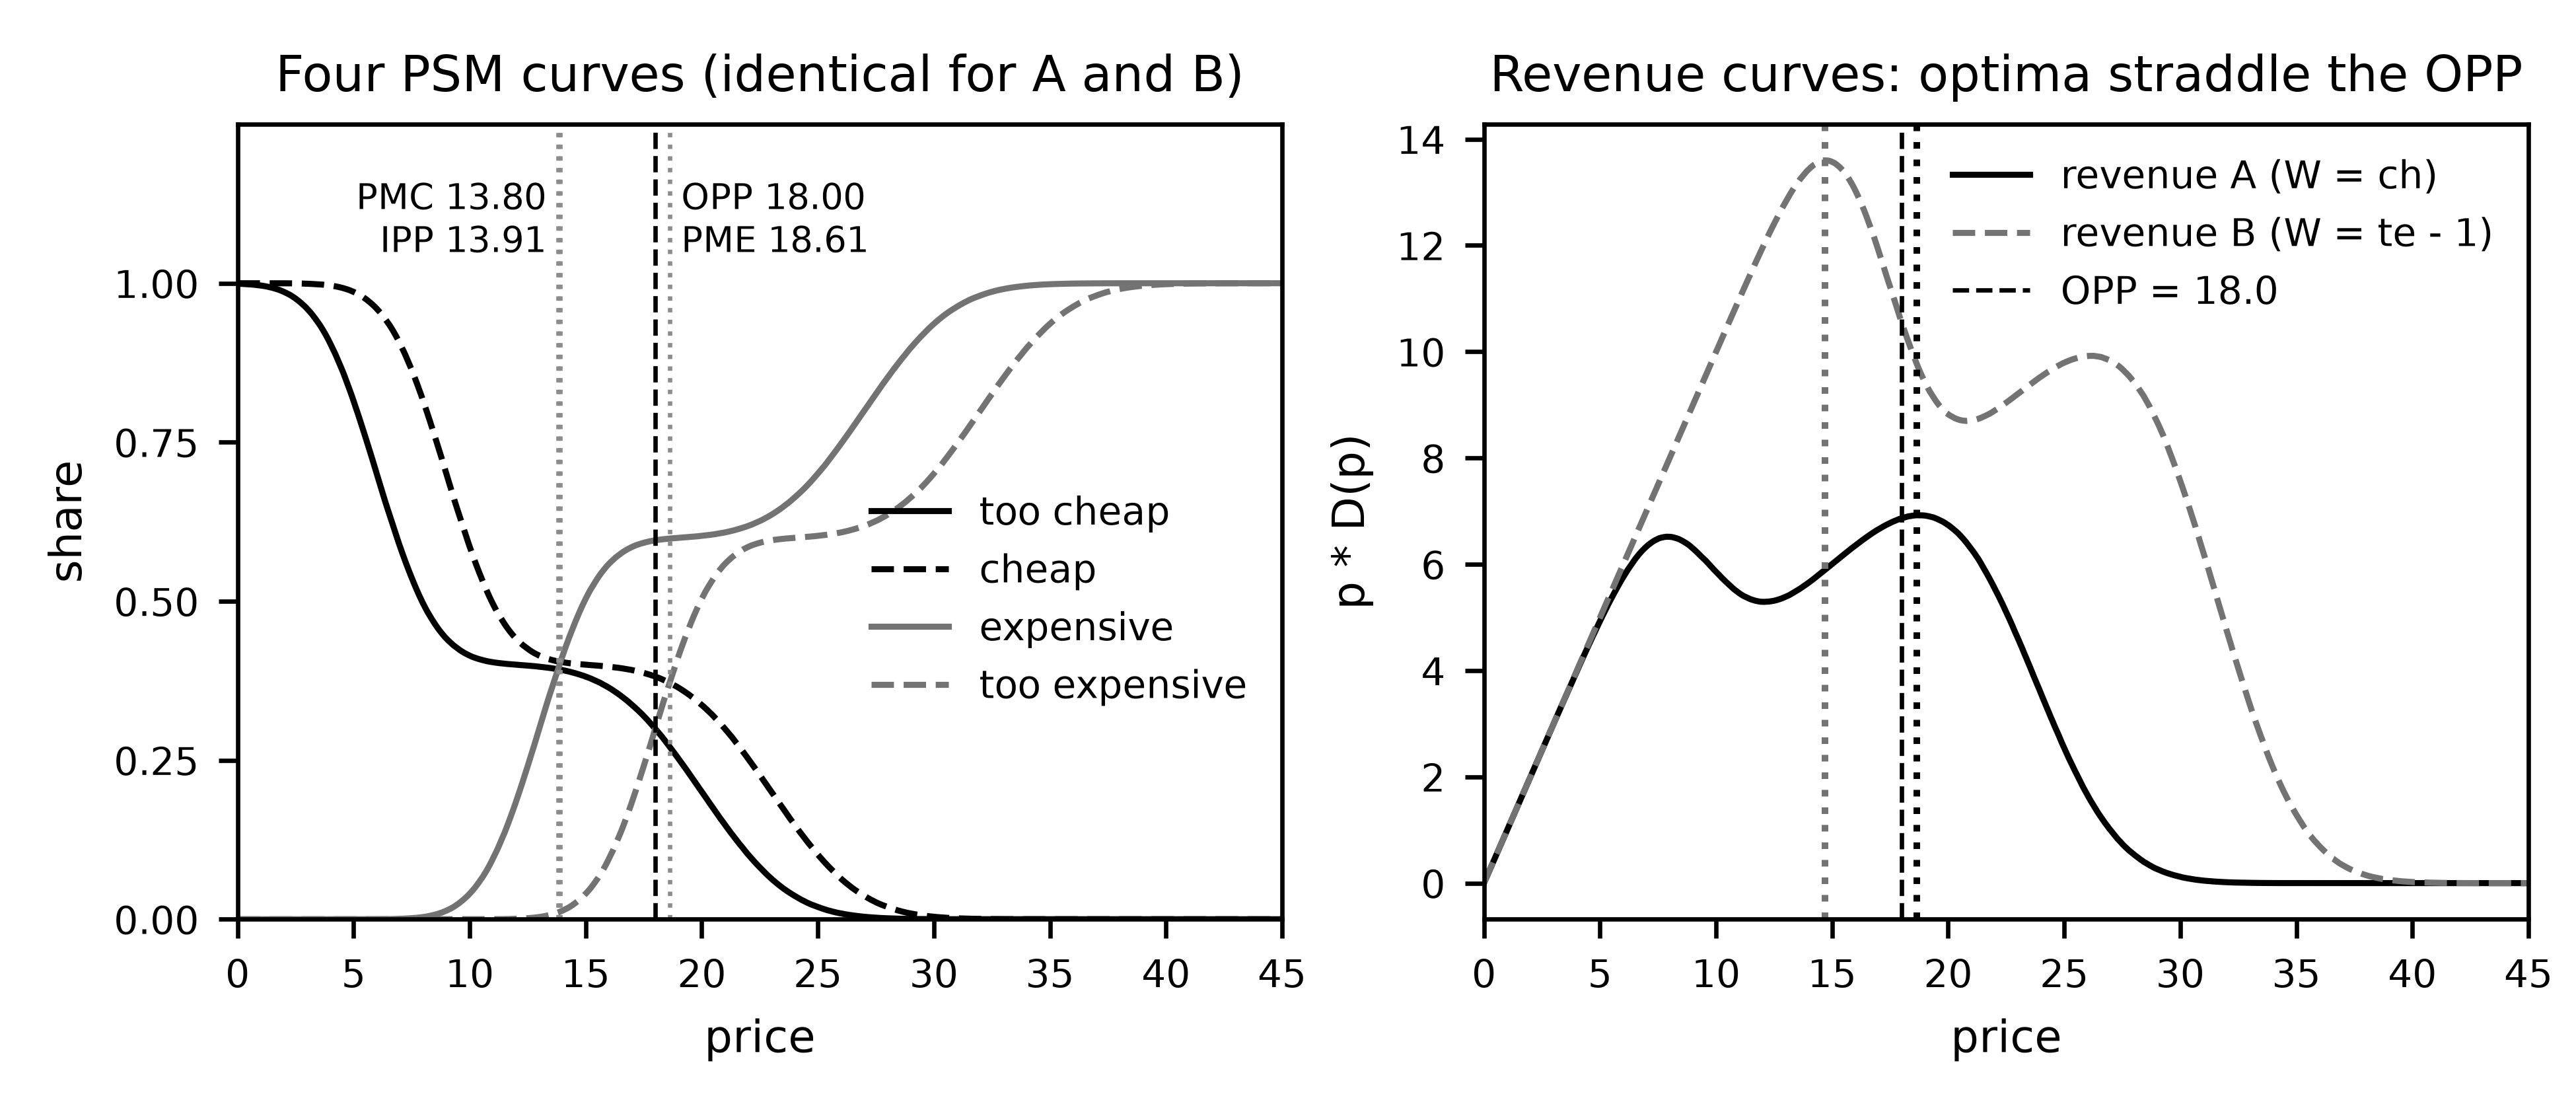 Four PSM curves (identical for A and B)
PMC 13.80
IPP 13.91
OPP 18.00
PME 18.61
share
1.00
0.75
0.50
0.25
0.00
too cheap
cheap
expensive
too expensive
0 5 10 15 20 25 30 35 40 45
price
Revenue curves: optima straddle the OPP
p * D(p)
14
12
10
8
6
4
2
0
revenue A (W = ch)
revenue B (W = te - 1)
OPP = 18.0
0 5 10 15 20 25 30 35 40 45
price